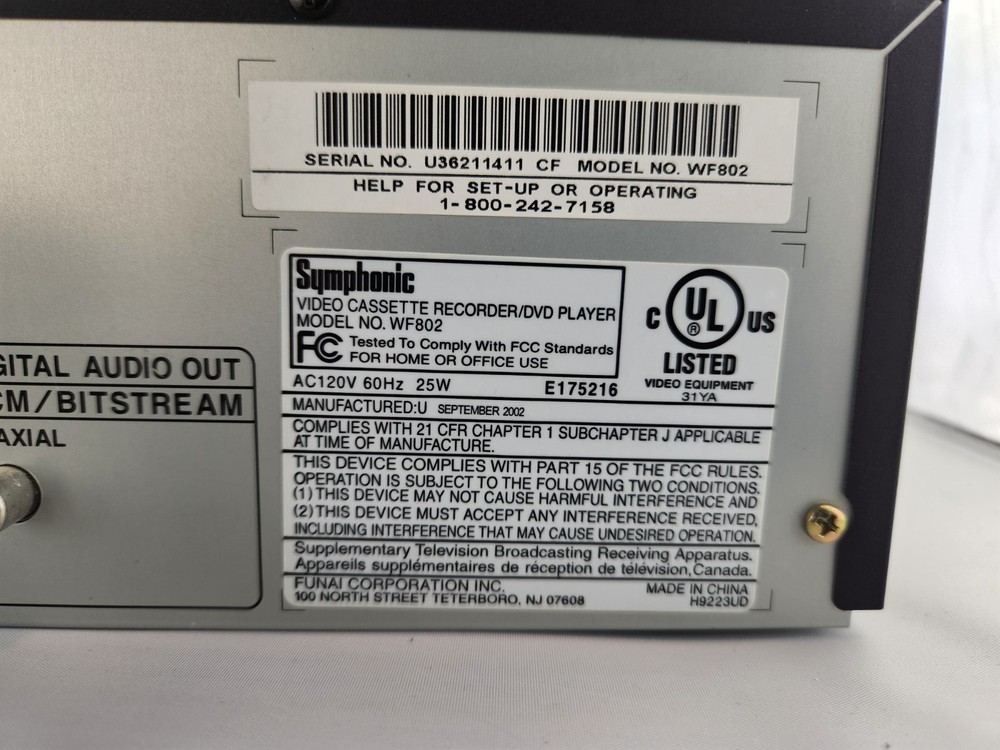 SERIAL NO. U36211411 CF MODEL NO. WF802
HELP FOR SET-UP OR OPERATING
1-800-242-7158
Symphonic
VIDEO CASSETTE RECORDER/DVD PLAYER
MODEL NO. WF802
FC Tested To Comply With FCC Standards
FOR HOME OR OFFICE USE
C UL US
®
LISTED
VIDEO EQUIPMENT
31YA
AC120V 60Hz 25W E175216
MANUFACTURED:U SEPTEMBER 2002
COMPLIES WITH 21 CFR CHAPTER 1 SUBCHAPTER J APPLICABLE
AT TIME OF MANUFACTURE.
THIS DEVICE COMPLIES WITH PART 15 OF THE FCC RULES.
OPERATION IS SUBJECT TO THE FOLLOWING TWO CONDITIONS.
(1) THIS DEVICE MAY NOT CAUSE HARMFUL INTERFERENCE AND
(2) THIS DEVICE MUST ACCEPT ANY INTERFERENCE RECEIVED,
INCLUDING INTERFERENCE THAT MAY CAUSE UNDESIRED OPERATION.
Supplementary Television Broadcasting Receiving Apparatus.
Appareils supplémentaires de réception de télévision, Canada.
FUNAI CORPORATION INC. MADE IN CHINA
100 NORTH STREET TETERBORO, NJ 07608 H9223UD
GITAL AUDIO OUT
CM/BITSTREAM
AXIAL